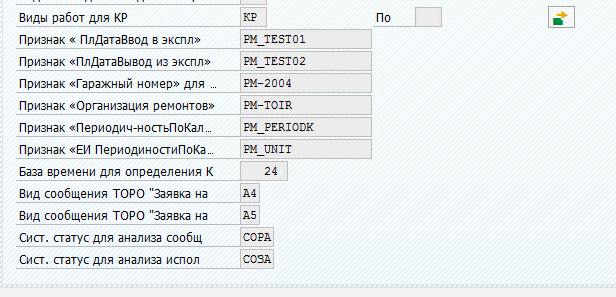 Виды работ для КР КР По
Признак « ПлДатаВвод в экспл» PM_TEST01
Признак «ПлДатаВывод из экспл» PM_TEST02
Признак «Гаражный номер» для ... PM-2004
Признак «Организация ремонтов» PM-TOIR
Признак «Периодич-ностьПоКал... PM_PERIODK
Признак «ЕИ ПериодиностиПоКа... PM_UNIT
База времени для определения К 24
Вид сообщения ТОРО "Заявка на A4
Вид сообщения ТОРО "Заявка на A5
Сист. статус для анализа сообщ СОРА
Сист. статус для анализа испол СОЗА